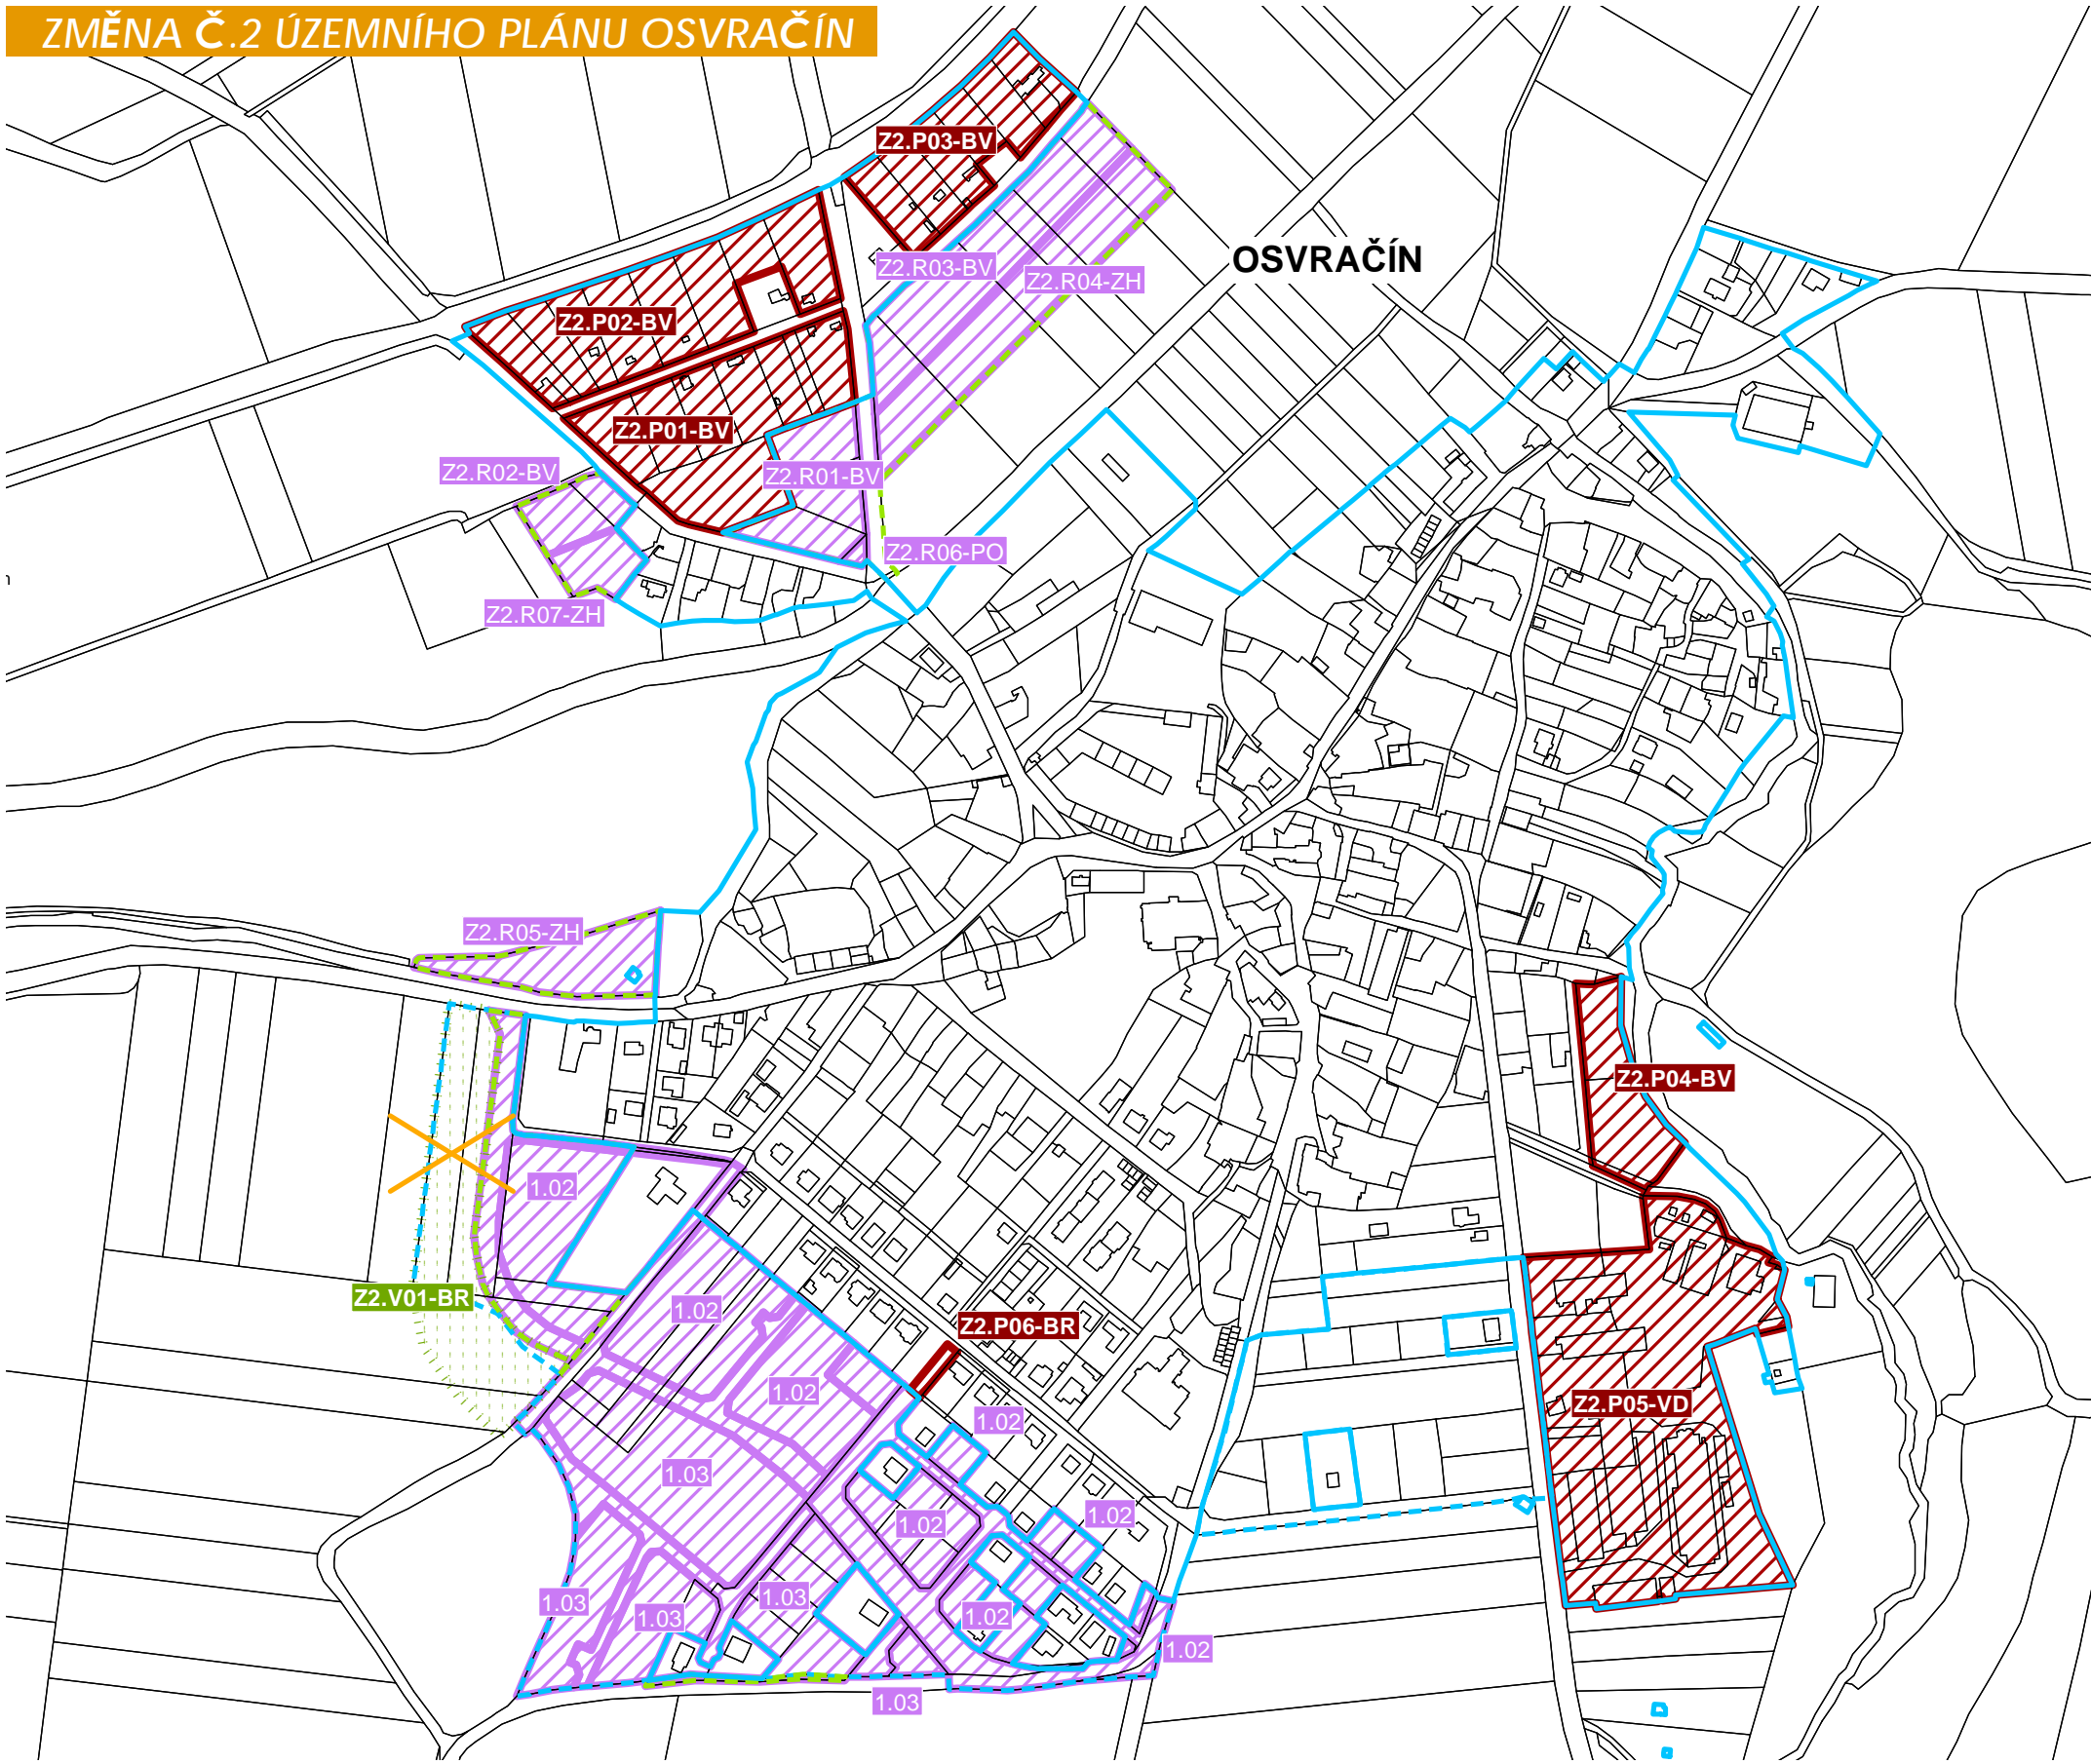 ZMĚNA Č.2 ÚZEMNÍHO PLÁNU OSVRAČÍN
Z2.P03-BV
OSVRAČÍN
Z2.R03-BV
Z2.R04-ZH
Z2.P02-BV
Z2.P01-BV
Z2.R02-BV
Z2.R01-BV
Z2.R06-PO
Z2.R07-ZH
Z2.R05-ZH
Z2.P04-BV
1.02
Z2.V01-BR
1.02
Z2.P06-BR
1.02
Z2.P05-VD
1.02
1.03
1.02
1.02
1.03
1.03
1.03
1.02
1.02
1.03